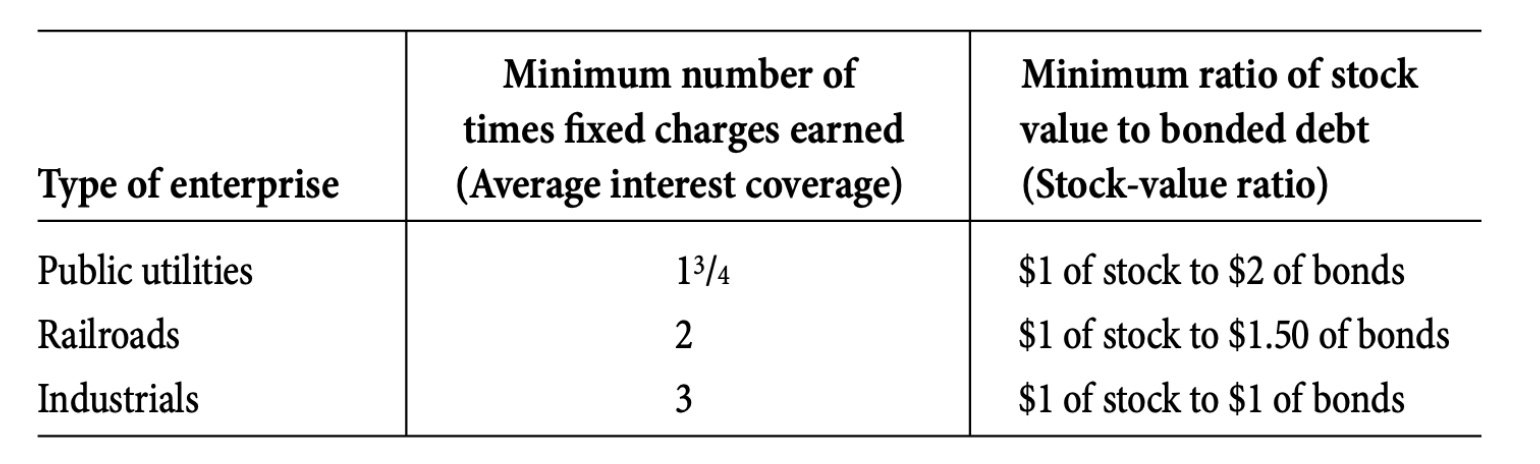 Type of enterprise
Minimum number of
times fixed charges earned
(Average interest coverage)
Minimum ratio of stock
value to bonded debt
(Stock-value ratio)
Public utilities 1 3/4 $1 of stock to $2 of bonds
Railroads 2 $1 of stock to $1.50 of bonds
Industrials 3 $1 of stock to $1 of bonds